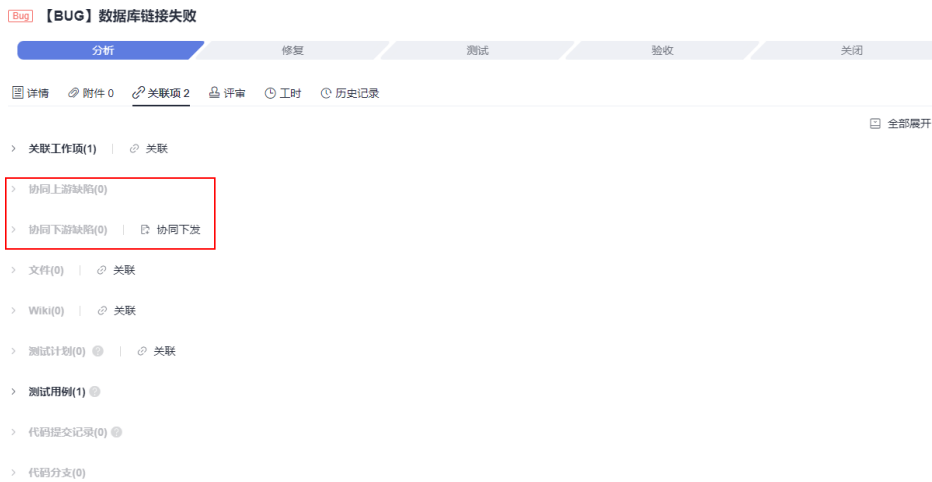 Bug 【BUG】数据库链接失败
分析 修复 测试 验收 关闭
详情 附件 0 关联项 2 评审 工时 历史记录
全部展开
关联工作项(1) 关联
协同上游缺陷(0)
协同下游缺陷(0) 协同下发
文件(0) 关联
Wiki(0) 关联
测试计划(0) ? 关联
测试用例(1) ?
代码提交记录(0) ?
代码分支(0)